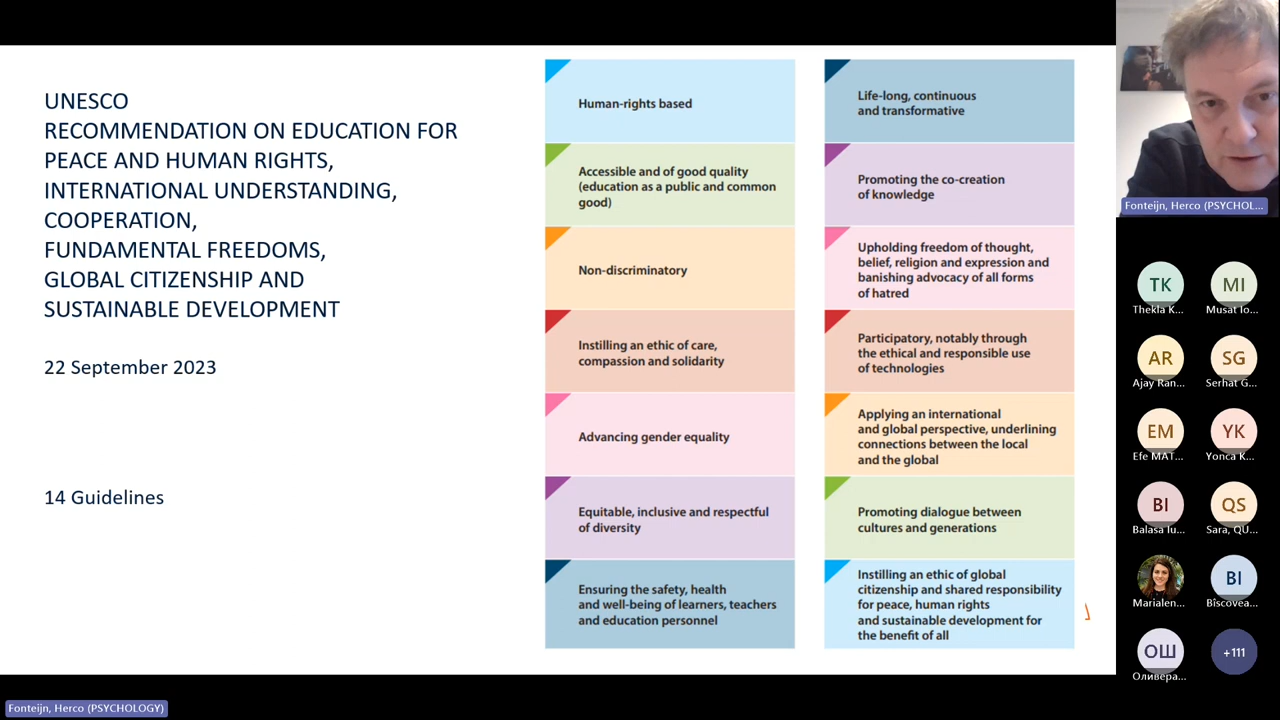 UNESCO
RECOMMENDATION ON EDUCATION FOR
PEACE AND HUMAN RIGHTS,
INTERNATIONAL UNDERSTANDING,
COOPERATION,
FUNDAMENTAL FREEDOMS,
GLOBAL CITIZENSHIP AND
SUSTAINABLE DEVELOPMENT
22 September 2023
14 Guidelines
Human-rights based
Accessible and of good quality
(education as a public and common
good)
Non-discriminatory
Instilling an ethic of care,
compassion and solidarity
Advancing gender equality
Equitable, inclusive and respectful
of diversity
Ensuring the safety, health
and well-being of learners, teachers
and education personnel
Life-long, continuous
and transformative
Promoting the co-creation
of knowledge
Upholding freedom of thought,
belief, religion and expression and
banishing advocacy of all forms
of hatred
Participatory, notably through
the ethical and responsible use
of technologies
Applying an international
and global perspective, underlining
connections between the local
and the global
Promoting dialogue between
cultures and generations
Instilling an ethic of global
citizenship and shared responsibility
for peace, human rights
and sustainable development for
the benefit of all
Fonteijn, Herco (PSYCHOL...
TK
Thekla K...
MI
Musat Io...
AR
Ajay Ran...
SG
Serhat G...
EM
Efe MAT...
YK
Yonca K...
BI
Balasa Iu...
QS
Sara, QU...
Marialen...
BI
Bîscovea...
ОШ
Оливера...
+111
Fonteijn, Herco (PSYCHOLOGY)